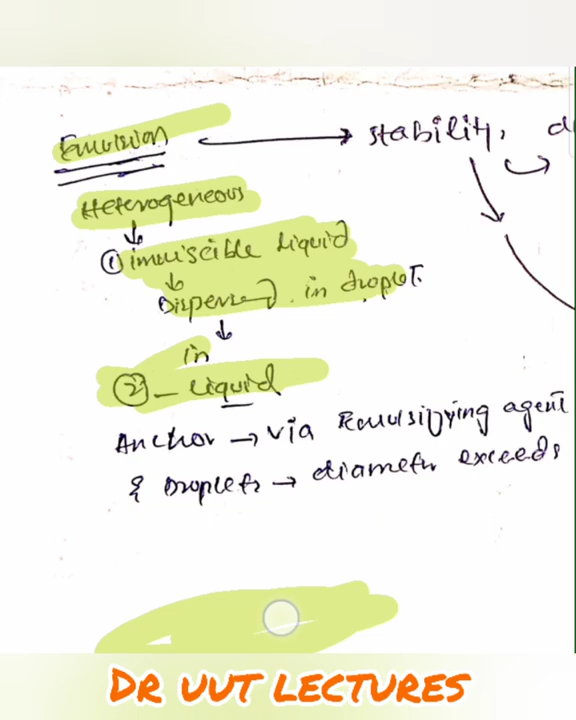 Emulsion → stability, d
Heterogeneous
↓
① immiscible liquid
↓
Dispersed in droplet.
↓
in
② - Liquid
Anchor → via Emulsifying agent
& Droplets → diameter exceeds
DR UUT LECTURES